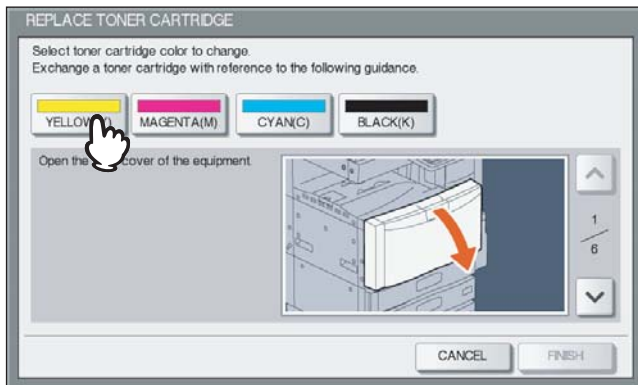 REPLACE TONER CARTRIDGE
Select toner cartridge color to change.
Exchange a toner cartridge with reference to the following guidance.
MAGENTA(M)
CYAN(C)
BLACK(K)
Open the cover of the equipment.
1
6
CANCEL
FINISH